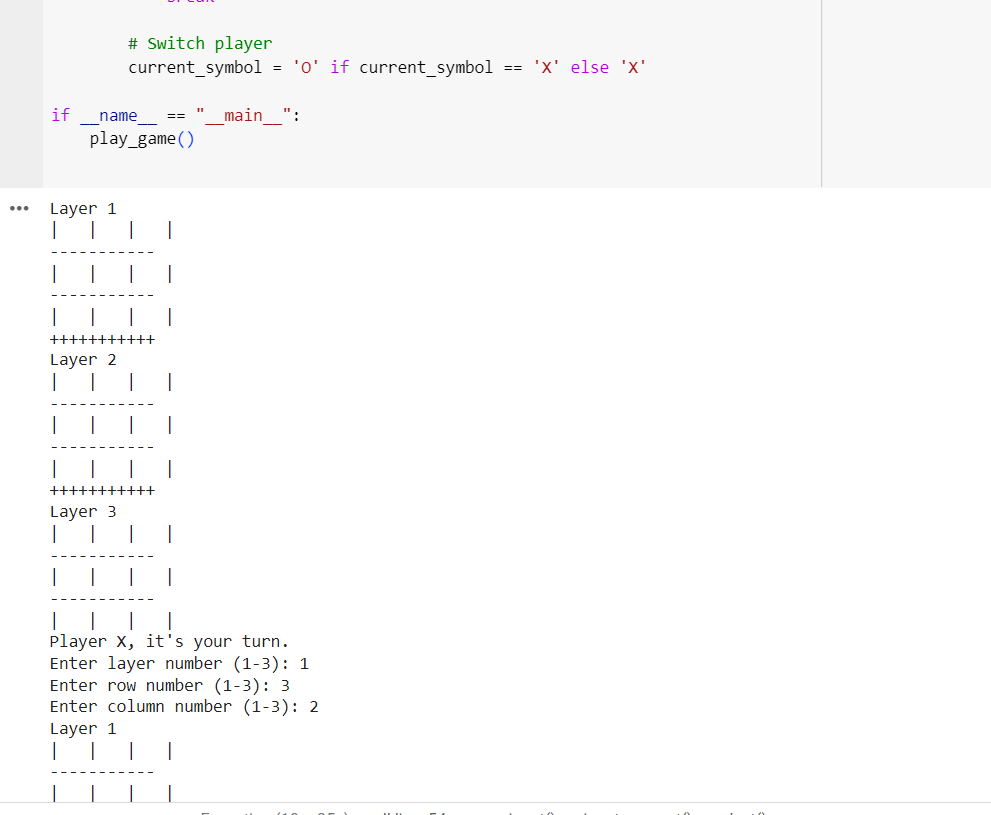 # Switch player
current_symbol = 'O' if current_symbol == 'X' else 'X'
if __name__ == "__main__":
play_game()
Layer 1
|   |   |   |
-----------
|   |   |   |
-----------
|   |   |   |
+++++++++++
Layer 2
|   |   |   |
-----------
|   |   |   |
-----------
|   |   |   |
+++++++++++
Layer 3
|   |   |   |
-----------
|   |   |   |
-----------
|   |   |   |
Player X, it's your turn.
Enter layer number (1-3): 1
Enter row number (1-3): 3
Enter column number (1-3): 2
Layer 1
|   |   |   |
-----------
|   |   |   |